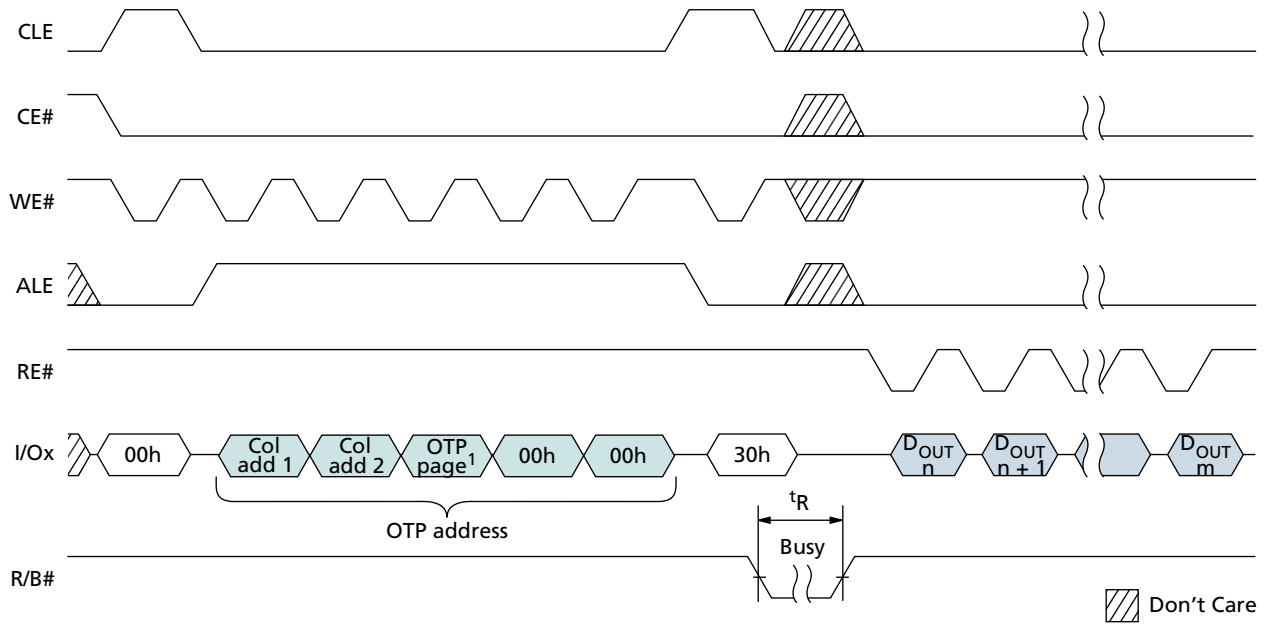 CLE
CE#
WE#
ALE
RE#
I/Ox
00h
Col
add 1
Col
add 2
OTP
page1
00h
00h
30h
DOUT
n
DOUT
n + 1
DOUT
m
OTP address
tR
Busy
R/B#
Don't Care